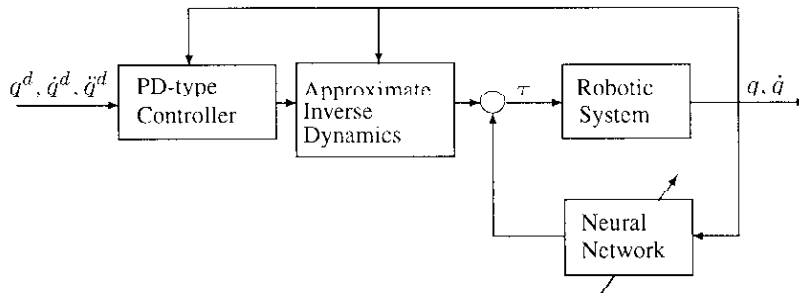 q^d, q̇^d, q̈^d
PD-type
Controller
Approximate
Inverse
Dynamics
τ
Robotic
System
q, q̇
Neural
Network